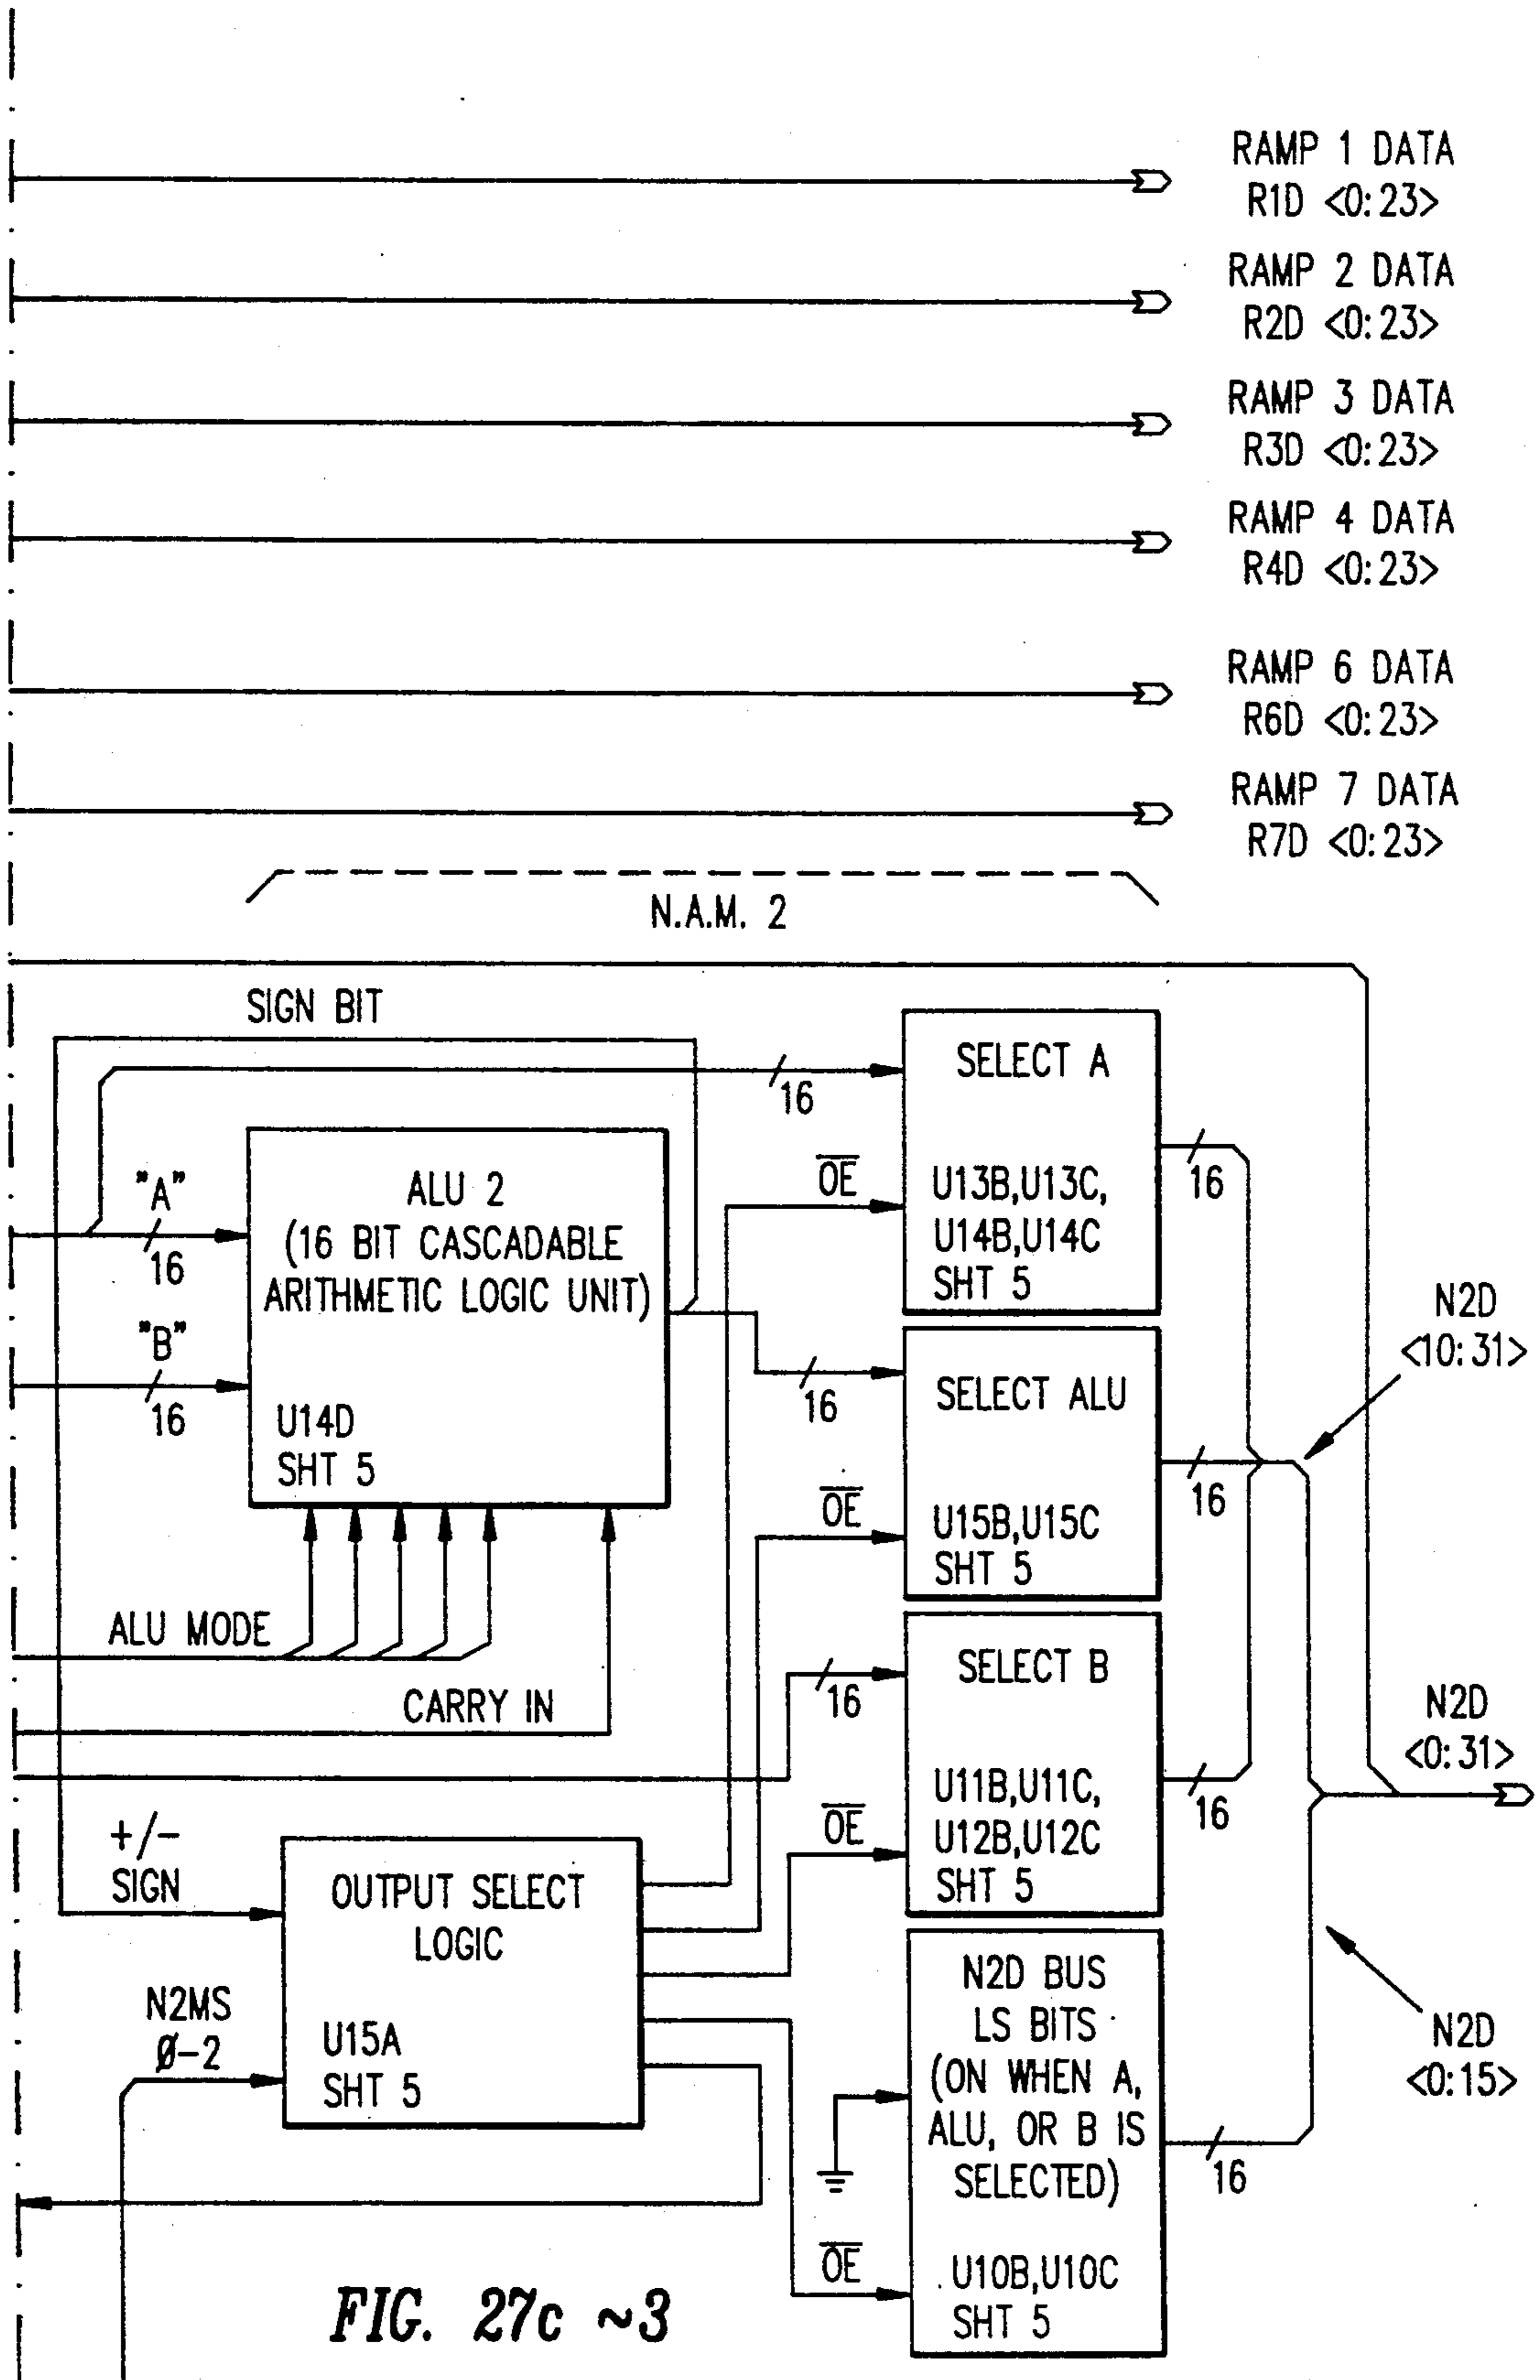 RAMP 1 DATA
R1D <0:23>
RAMP 2 DATA
R2D <0:23>
RAMP 3 DATA
R3D <0:23>
RAMP 4 DATA
R4D <0:23>
RAMP 6 DATA
R6D <0:23>
RAMP 7 DATA
R7D <0:23>
N.A.M. 2
SIGN BIT
16
SELECT A
U13B,U13C,
U14B,U14C
SHT 5
OE
16
"A"
16
"B"
16
ALU 2
(16 BIT CASCADABLE
ARITHMETIC LOGIC UNIT)
U14D
SHT 5
16
SELECT ALU
U15B,U15C
SHT 5
OE
16
N2D
<10:31>
ALU MODE
CARRY IN
16
SELECT B
U11B,U11C,
U12B,U12C
SHT 5
OE
16
N2D
<0:31>
+/-
SIGN
N2MS
Ø-2
OUTPUT SELECT
LOGIC
U15A
SHT 5
N2D BUS
LS BITS
(ON WHEN A,
ALU, OR B IS
SELECTED)
U10B,U10C
SHT 5
OE
16
N2D
<0:15>
FIG. 27c ~3